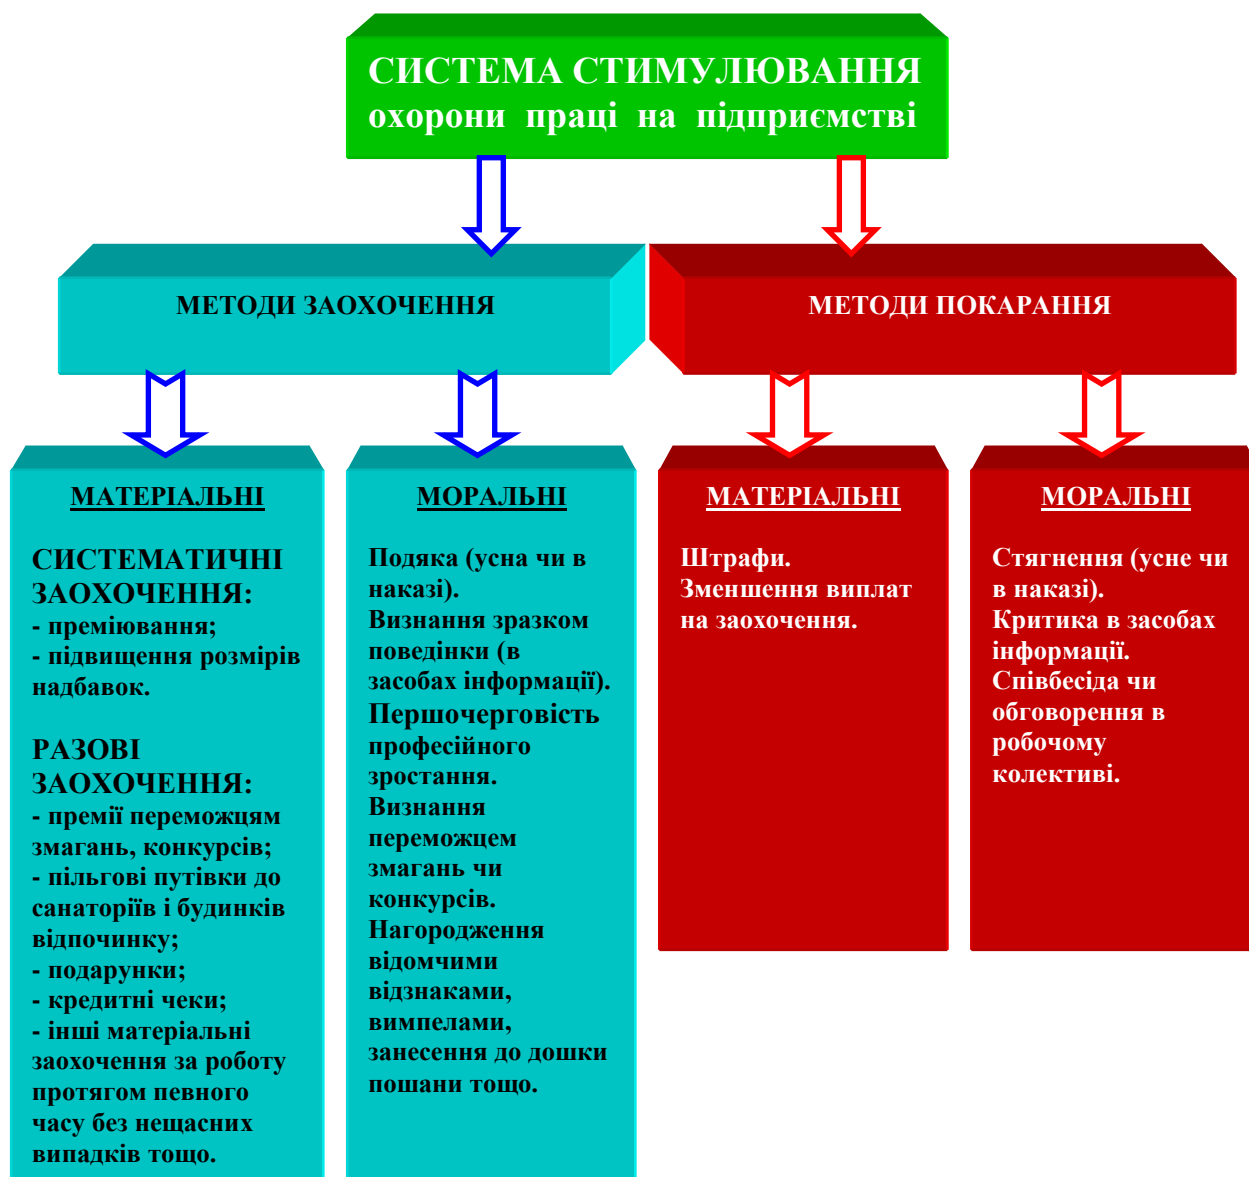 СИСТЕМА СТИМУЛЮВАННЯ
охорони праці на підприємстві
МЕТОДИ ЗАОХОЧЕННЯ
МЕТОДИ ПОКАРАННЯ
МАТЕРІАЛЬНІ
СИСТЕМАТИЧНІ
ЗАОХОЧЕННЯ:
- преміювання;
- підвищення розмірів
надбавок.
РАЗОВІ
ЗАОХОЧЕННЯ:
- премії переможцям
змагань, конкурсів;
- пільгові путівки до
санаторіїв і будинків
відпочинку;
- подарунки;
- кредитні чеки;
- інші матеріальні
заохочення за роботу
протягом певного
часу без нещасних
випадків тощо.
МОРАЛЬНІ
Подяка (усна чи в
наказі).
Визнання зразком
поведінки (в
засобах інформації).
Першочерговість
професійного
зростання.
Визнання
переможцем
змагань чи
конкурсів.
Нагородження
відомчими
відзнаками,
вимпелами,
занесення до дошки
пошани тощо.
МАТЕРІАЛЬНІ
Штрафи.
Зменшення виплат
на заохочення.
МОРАЛЬНІ
Стягнення (усне чи
в наказі).
Критика в засобах
інформації.
Співбесіда чи
обговорення в
робочому
колективі.